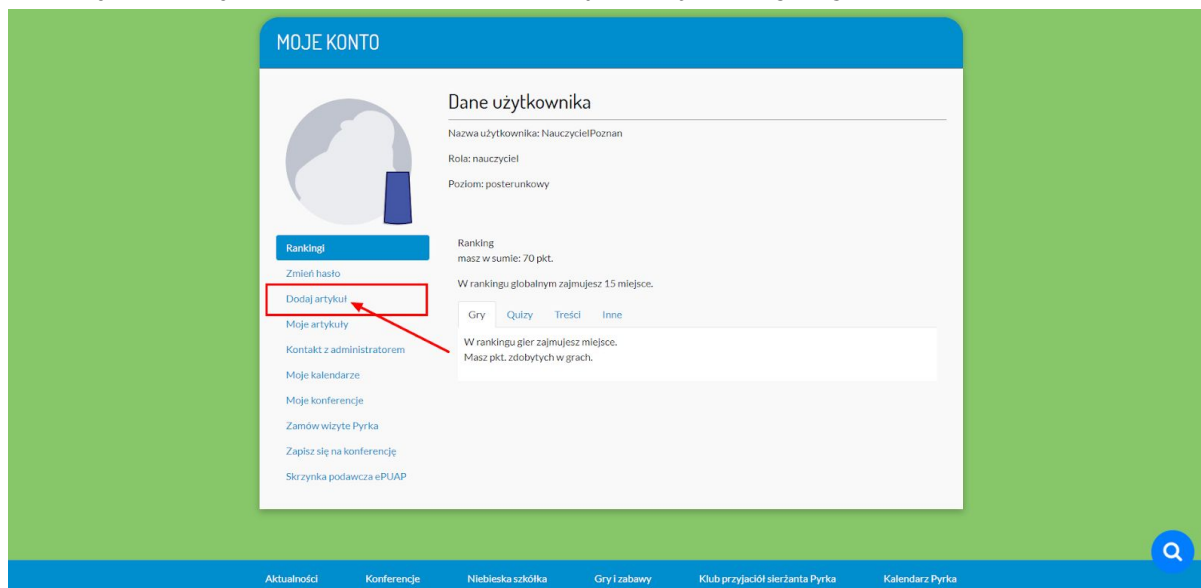 MOJE KONTO
Dane użytkownika
Nazwa użytkownika: NauczycielPoznan
Rola: nauczyciel
Poziom: posterunkowy
Rankingi
Zmień hasło
Dodaj artykuł
Moje artykuły
Kontakt z administratorem
Moje kalendarze
Moje konferencje
Zamów wizyte Pyrka
Zapisz się na konferencję
Skrzynka podawcza ePUAP
Ranking
masz w sumie: 70 pkt.
W rankingu globalnym zajmujesz 15 miejsce.
Gry Quizy Treści Inne
W rankingu gier zajmujesz miejsce.
Masz pkt. zdobytych w grach.
Aktualności Konferencje Niebieska szkółka Gry i zabawy Klub przyjaciół sierżanta Pyrka Kalendarz Pyrka